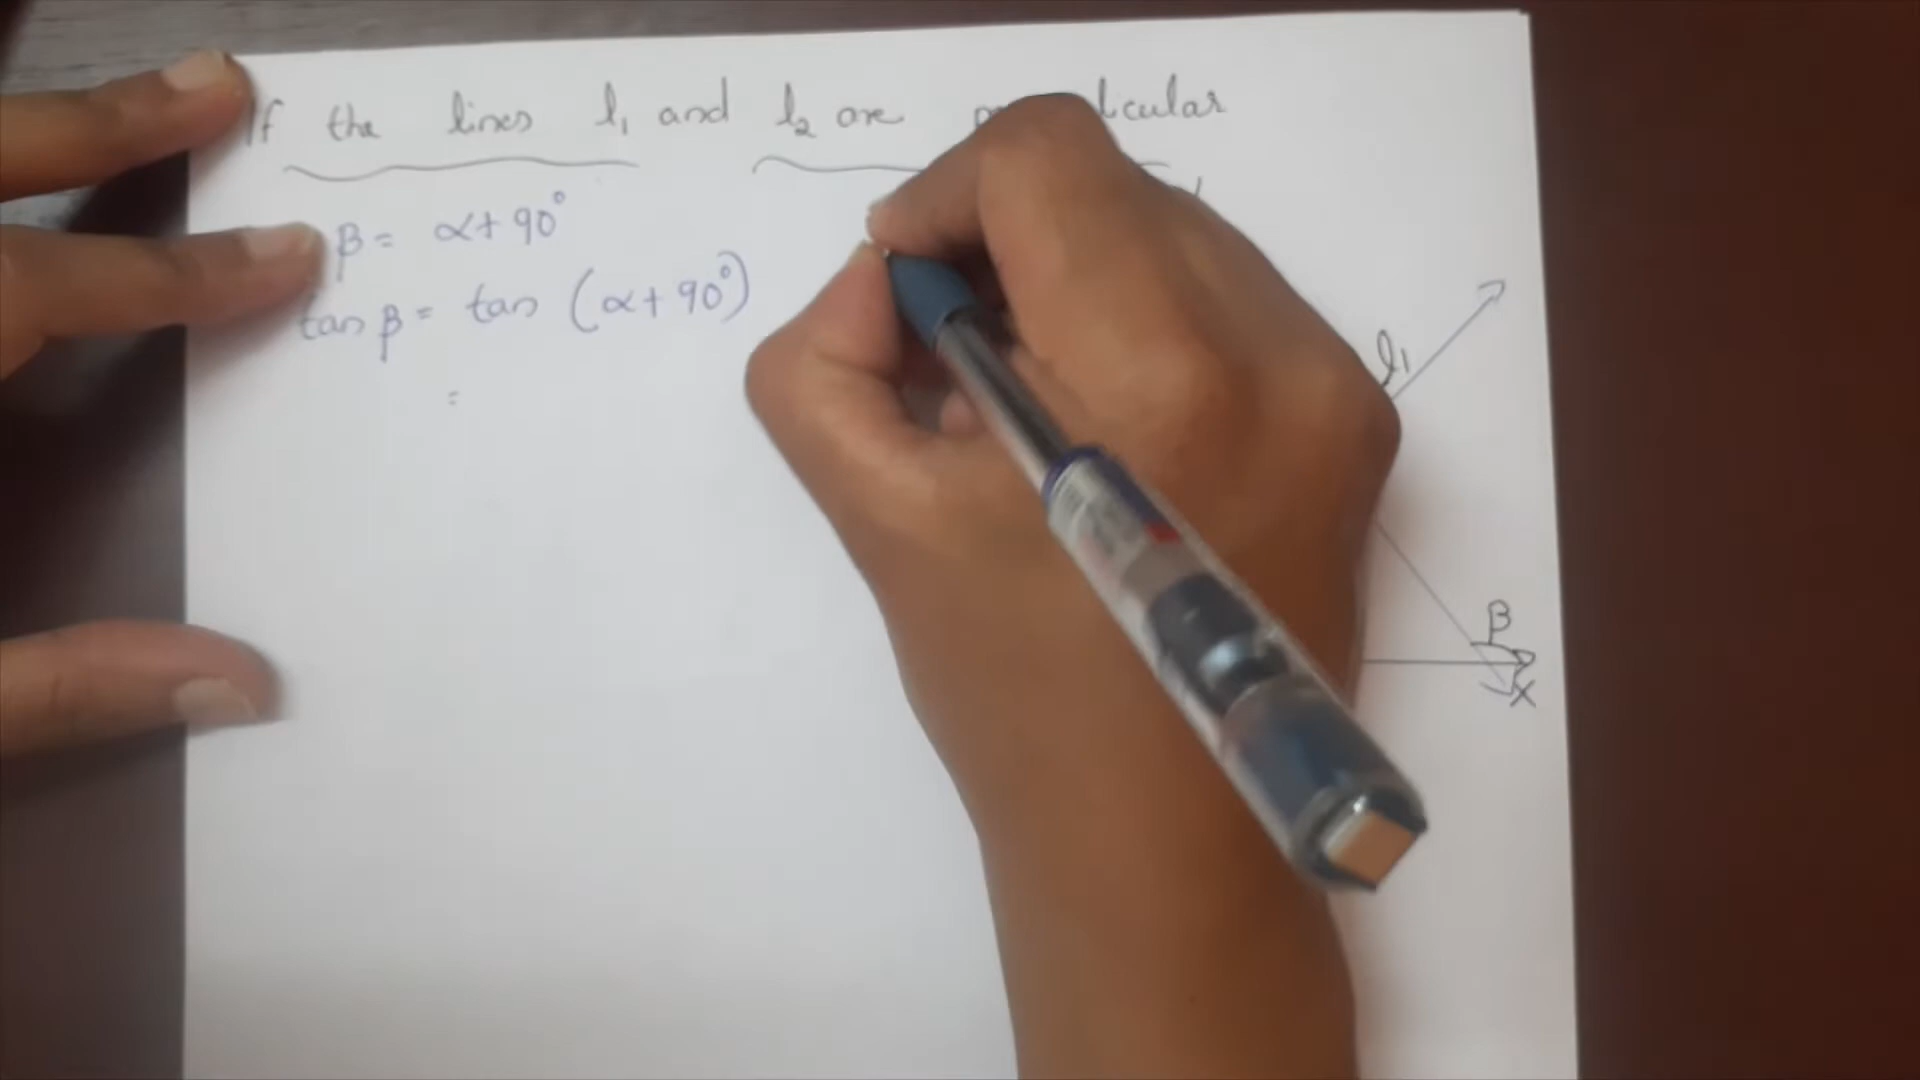 If the lines l₁ and l₂ are
β = α + 90°
tan β = tan (α + 90°)
=
l₁
β
X